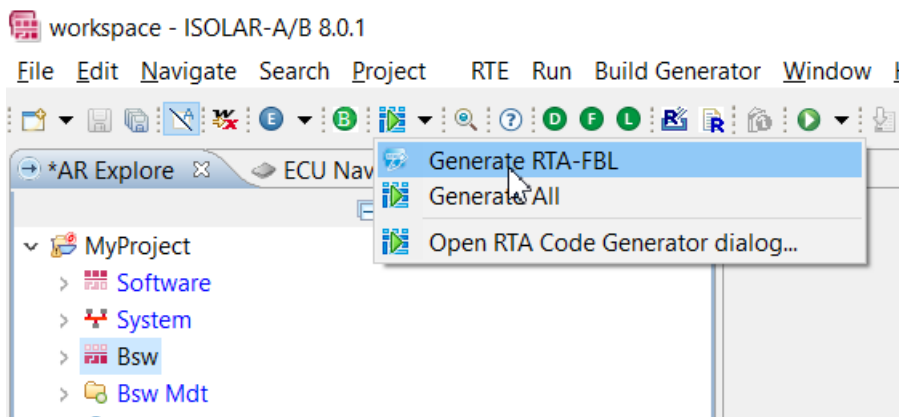 workspace - ISOLAR-A/B 8.0.1
File Edit Navigate Search Project RTE Run Build Generator Window
*AR Explore ECU Nav
Generate RTA-FBL
Generate All
Open RTA Code Generator dialog...
MyProject
Software
System
Bsw
Bsw Mdt